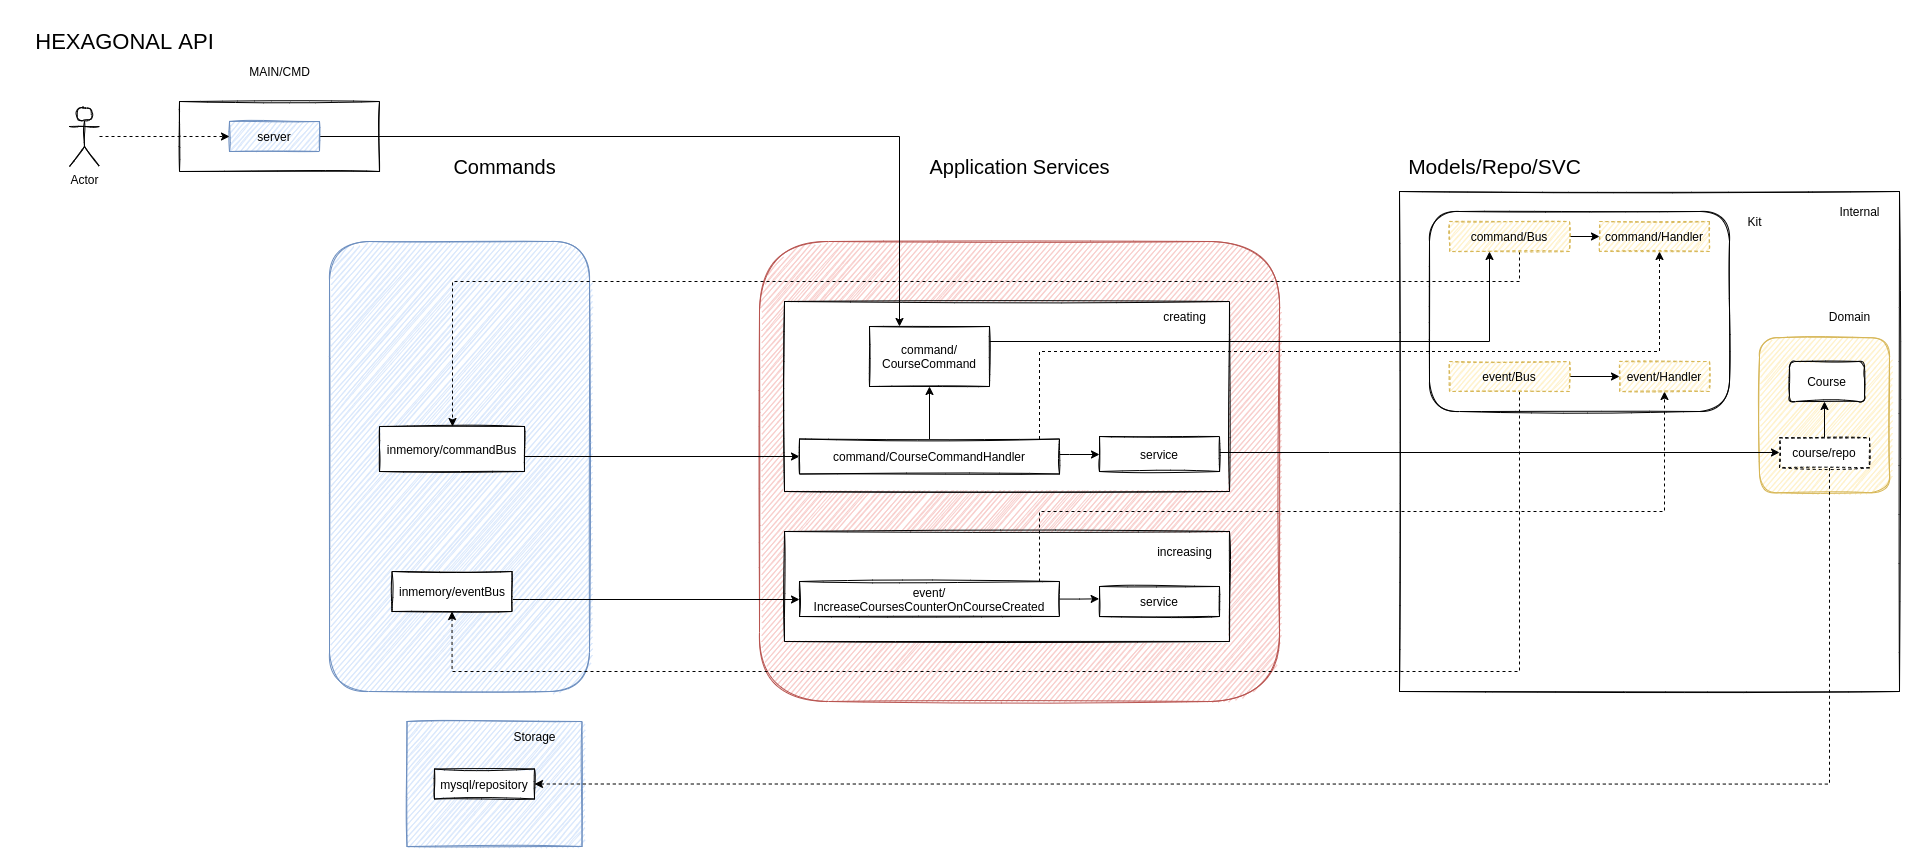 HEXAGONAL API
MAIN/CMD
server
Actor
Commands
Application Services
Models/Repo/SVC
Internal
Kit
command/Bus
command/Handler
event/Bus
event/Handler
Domain
Course
course/repo
creating
command/
CourseCommand
command/CourseCommandHandler
service
inmemory/commandBus
increasing
event/
IncreaseCoursesCounterOnCourseCreated
service
inmemory/eventBus
Storage
mysql/repository